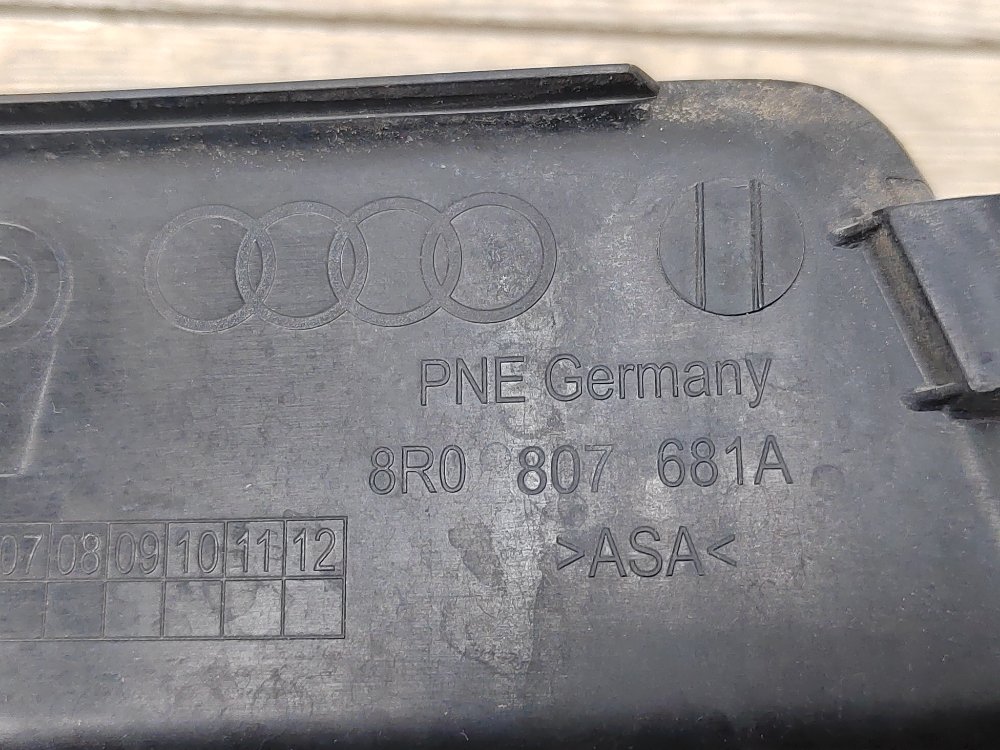 PNE Germany
8R0 807 681A
>ASA<
07 08 09 10 11 12